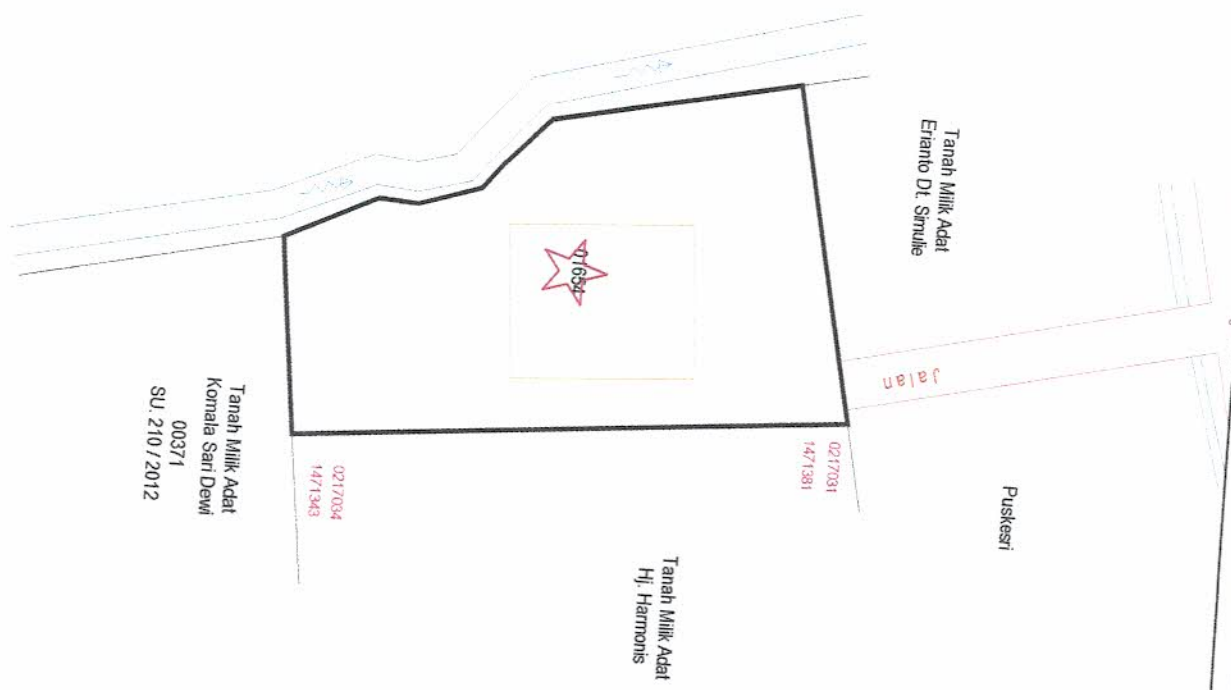 Tanah Milik Adat
Erianto Dt. Simulie
Jalan
01654
0217031
1471381
Puskesri
Tanah Milik Adat
Komala Sari Dewi
00371
SU. 210 / 2012
0217034
1471343
Tanah Milik Adat
Hj. Harmonis